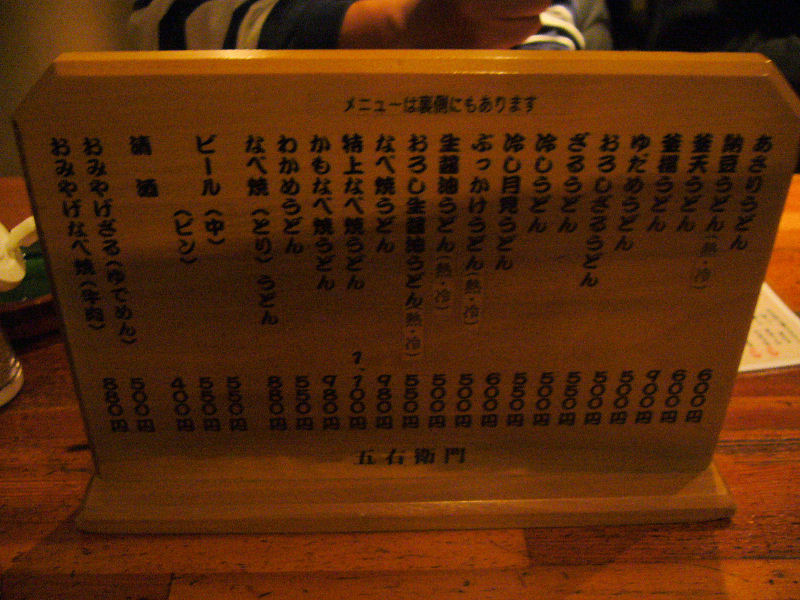 メニューは裏側にもあります
あさりうどん 600円
納豆うどん 600円
釜天うどん(熱・冷) 900円
釜揚うどん 500円
ゆだめうどん 500円
おろしざるうどん 500円
ざるうどん 500円
冷しうどん 550円
冷し月見うどん 600円
ぶっかけうどん(熱・冷) 500円
生醤油うどん(熱・冷) 500円
おろし生醤油うどん(熱・冷) 550円
なべ焼うどん 980円
特上なべ焼うどん 1、100円
かもなべ焼うどん 980円
わかめうどん 550円
なべ焼(とり)うどん 880円
ビール(中) 550円
(ビン) 550円
清酒 400円
おみやげざる(ゆでめん) 500円
おみやげなべ焼(牛肉) 880円
五右衛門